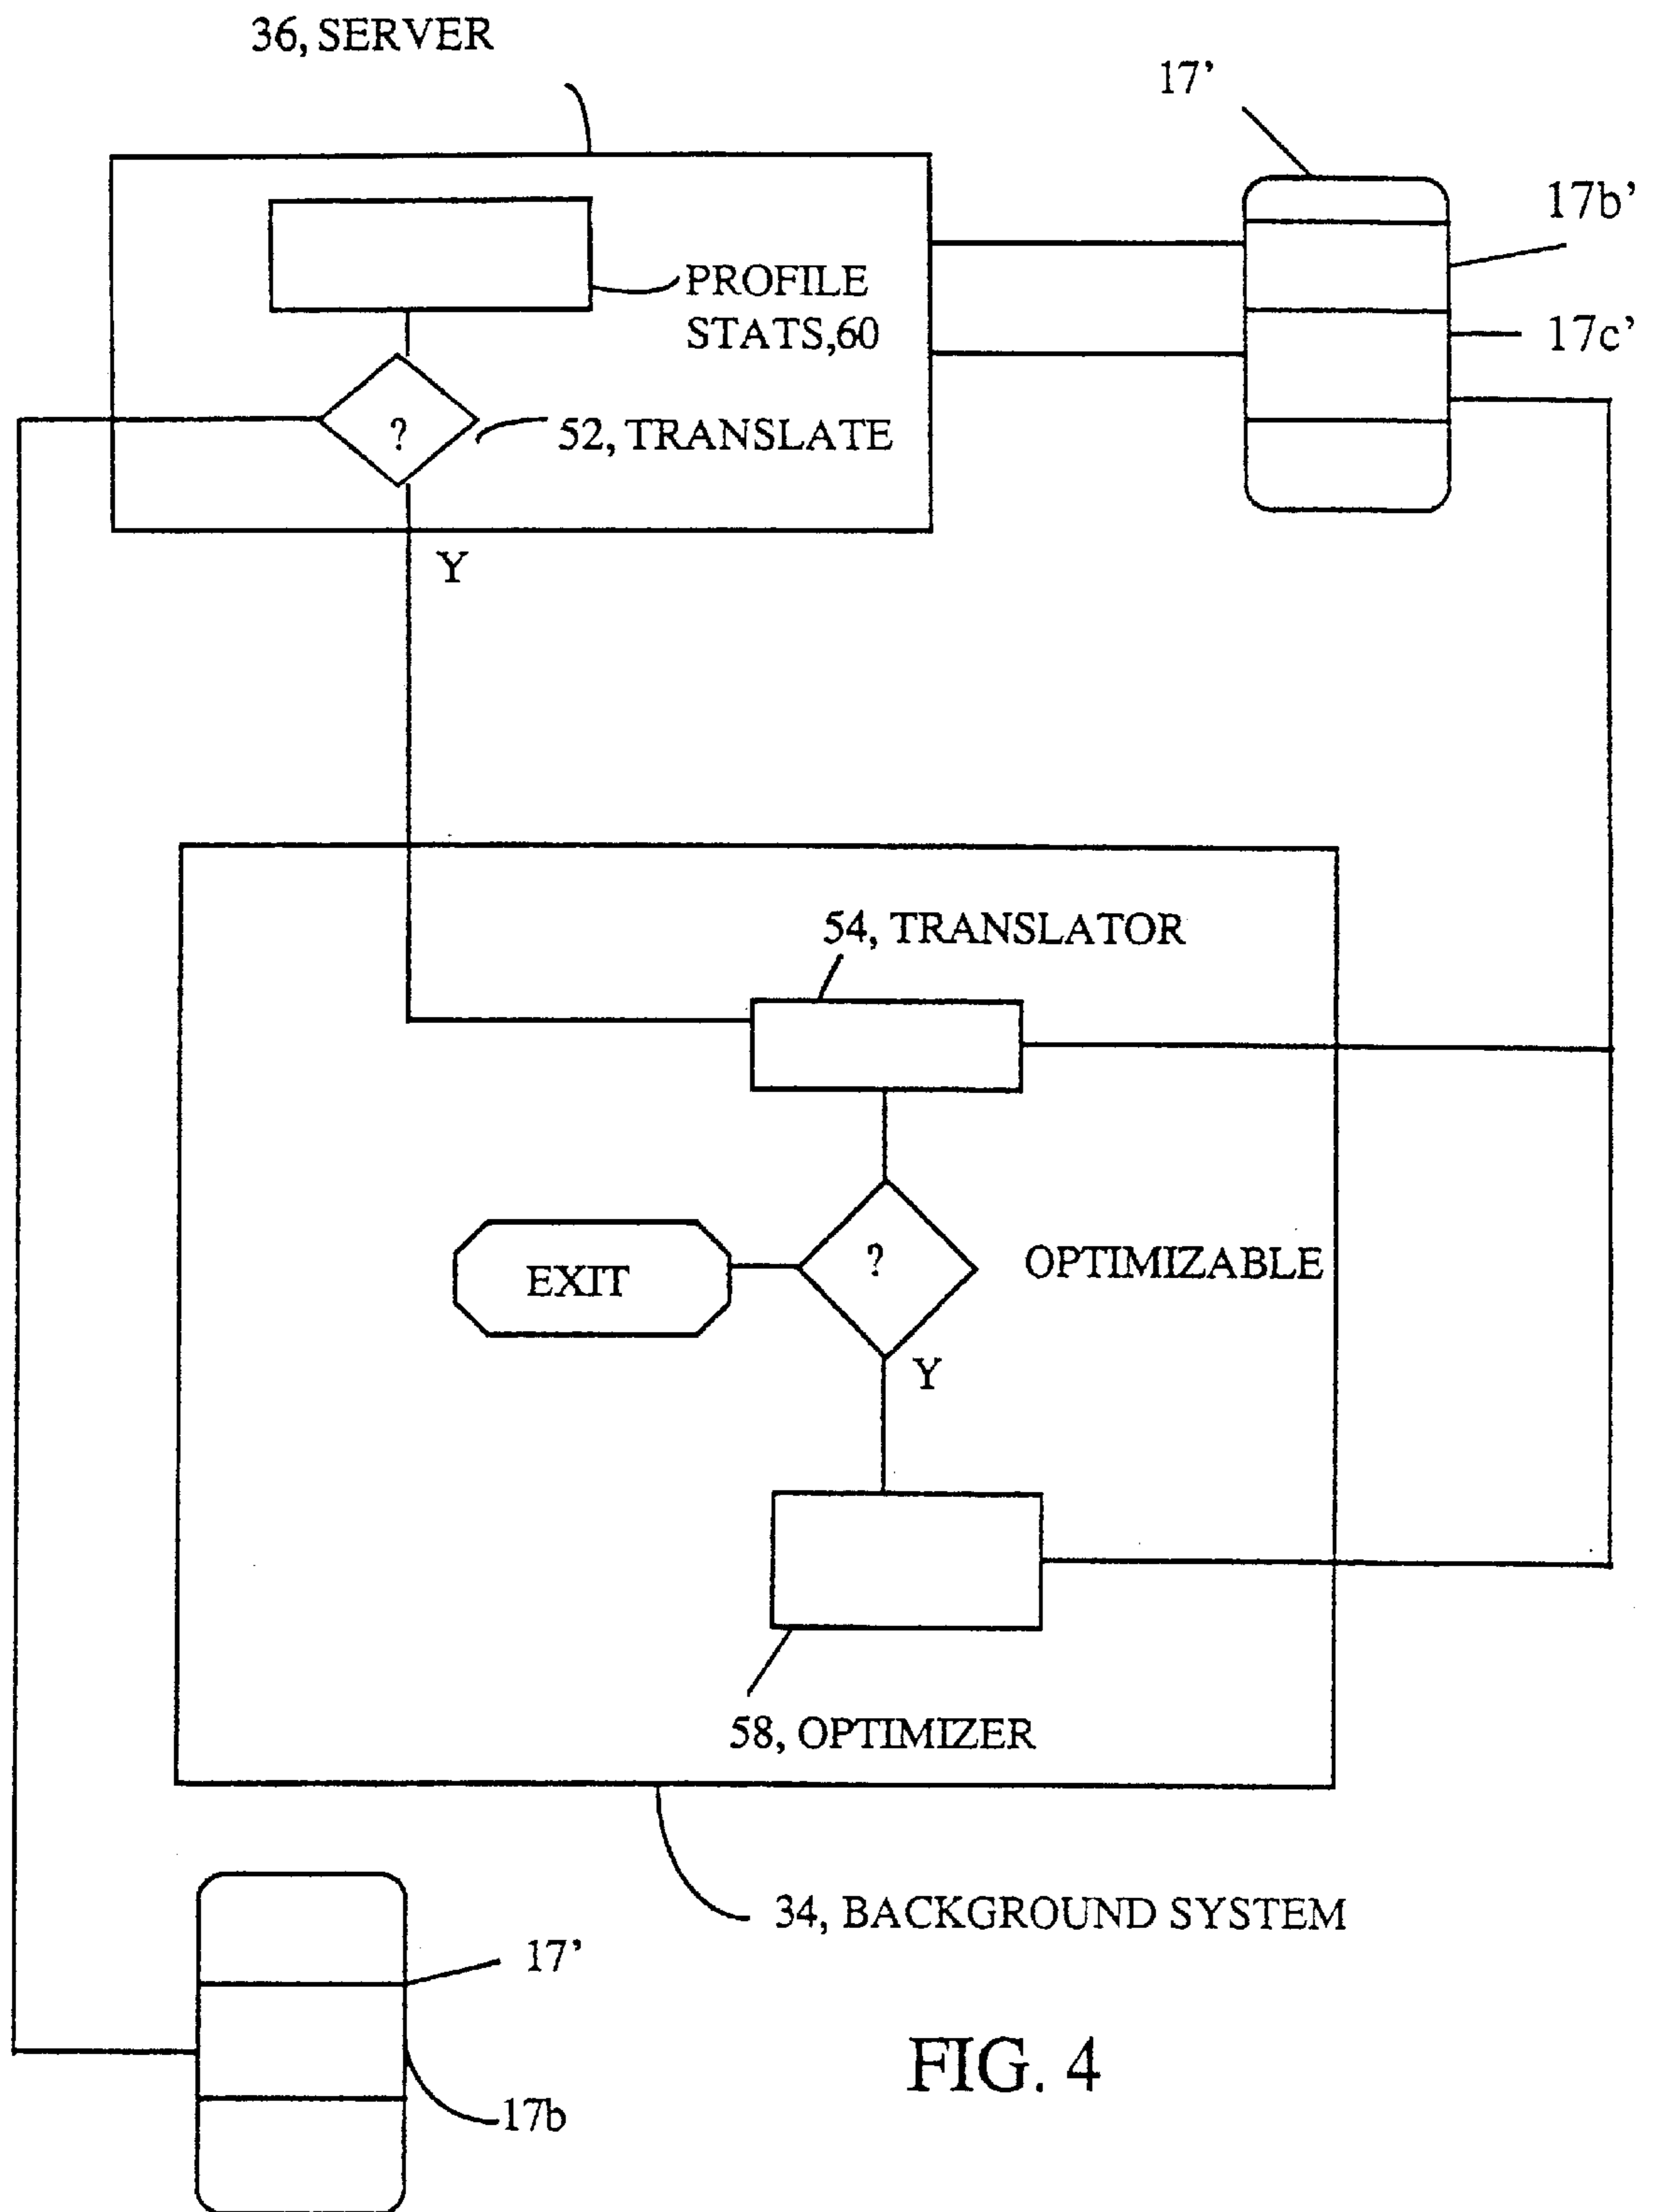 36, SERVER
17’
17b’
PROFILE
STATS,60
17c’
?
52, TRANSLATE
Y
54, TRANSLATOR
?
OPTIMIZABLE
EXIT
Y
58, OPTIMIZER
34, BACKGROUND SYSTEM
17’
FIG. 4
17b